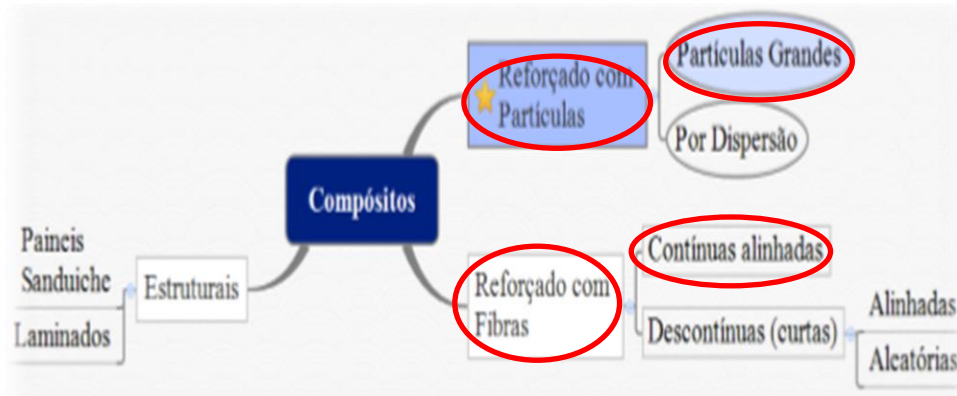 Partículas Grandes
Reforçado com
Partículas
Por Dispersão
Compósitos
Paineis
Sanduiche
Estruturais
Laminados
Contínuas alinhadas
Reforçado com
Fibras
Descontínuas (curtas)
Alinhadas
Aleatórias